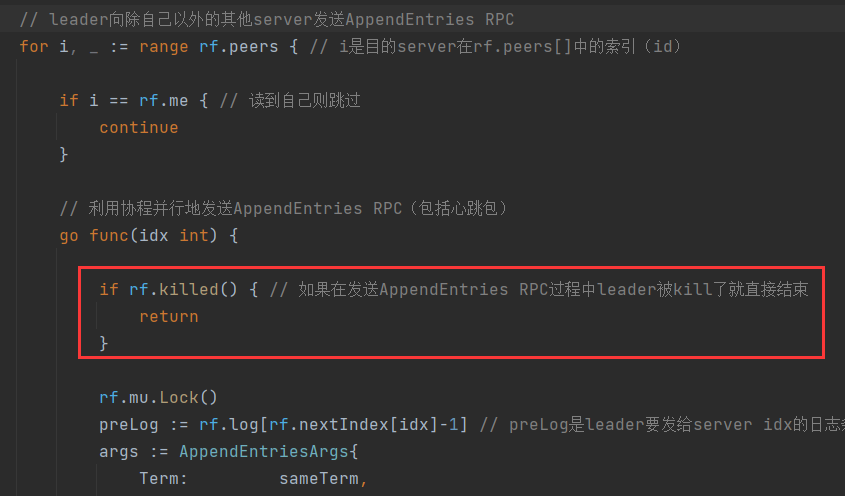 // leader向除自己以外的其他server发送AppendEntries RPC
for i, _ := range rf.peers { // i是目的server在rf.peers[]中的索引（id）
if i == rf.me { // 读到自己则跳过
continue
}
// 利用协程并行地发送AppendEntries RPC（包括心跳包）
go func(idx int) {
if rf.killed() { // 如果在发送AppendEntries RPC过程中leader被kill了就直接结束
return
}
rf.mu.Lock()
preLog := rf.log[rf.nextIndex[idx]-1] // preLog是leader要发给server idx的日志
args := AppendEntriesArgs{
Term: sameTerm,